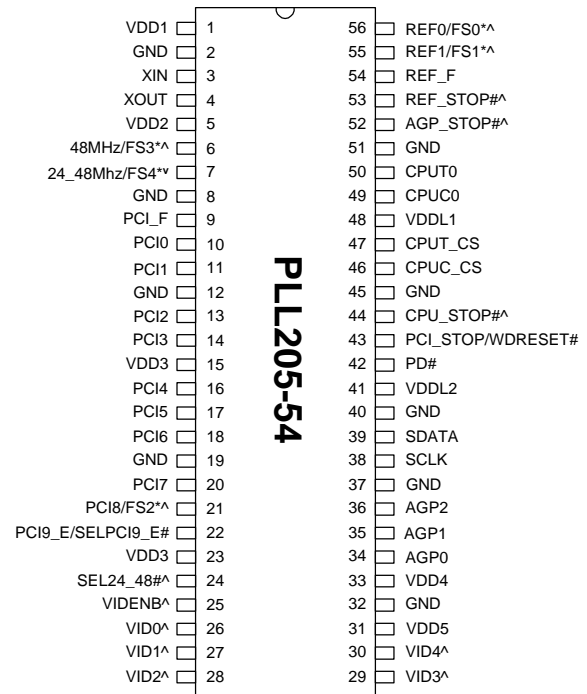 VDD1 1 56 REF0/FS0*^
GND 2 55 REF1/FS1*^
XIN 3 54 REF_F
XOUT 4 53 REF_STOP#^
VDD2 5 52 AGP_STOP#^
48MHz/FS3*^ 6 51 GND
24_48Mhz/FS4*v 7 50 CPUT0
GND 8 49 CPUC0
PCI_F 9 48 VDDL1
PCI0 10 47 CPUT_CS
PCI1 11 46 CPUC_CS
GND 12 45 GND
PCI2 13 44 CPU_STOP#^
PCI3 14 43 PCI_STOP/WDRESET#
VDD3 15 42 PD#
PCI4 16 41 VDDL2
PCI5 17 40 GND
PCI6 18 39 SDATA
GND 19 38 SCLK
PCI7 20 37 GND
PCI8/FS2*^ 21 36 AGP2
PCI9_E/SELPCI9_E# 22 35 AGP1
VDD3 23 34 AGP0
SEL24_48#^ 24 33 VDD4
VIDENB^ 25 32 GND
VID0^ 26 31 VDD5
VID1^ 27 30 VID4^
VID2^ 28 29 VID3^
PLL205-54